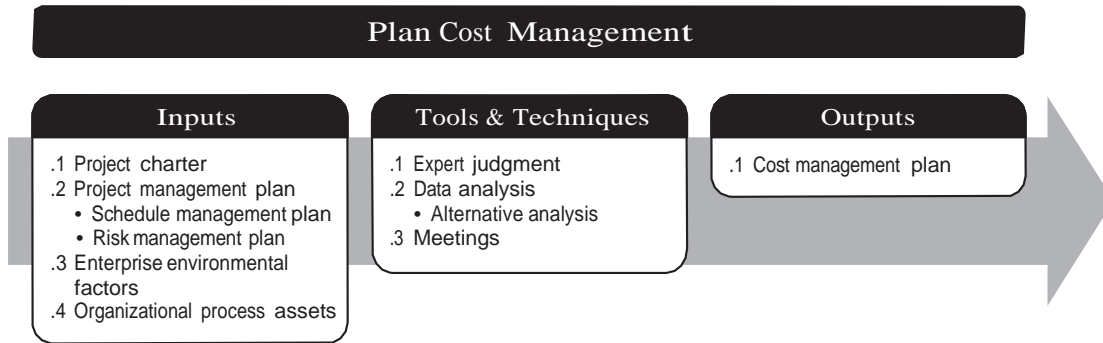 Plan Cost Management
Inputs
.1 Project charter
.2 Project management plan
• Schedule management plan
• Risk management plan
.3 Enterprise environmental
factors
.4 Organizational process assets
Tools & Techniques
.1 Expert judgment
.2 Data analysis
• Alternative analysis
.3 Meetings
Outputs
.1 Cost management plan